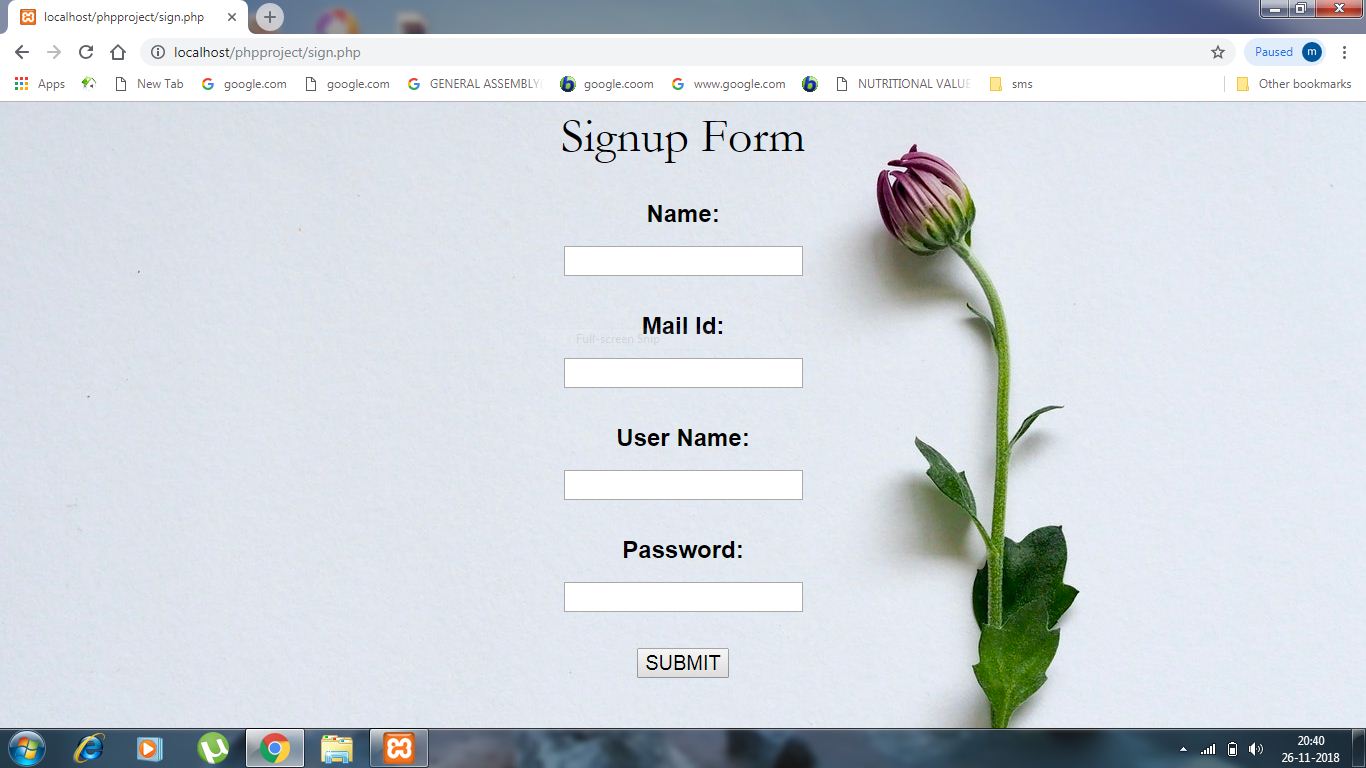 localhost/phpproject/sign.php
localhost/phpproject/sign.php
Paused m
Apps New Tab google.com google.com GENERAL ASSEMBLY google.coom www.google.com NUTRITIONAL VALUE sms Other bookmarks
Signup Form
Name:
Mail Id:
Full-screen Snip
User Name:
Password:
SUBMIT
20:40
26-11-2018